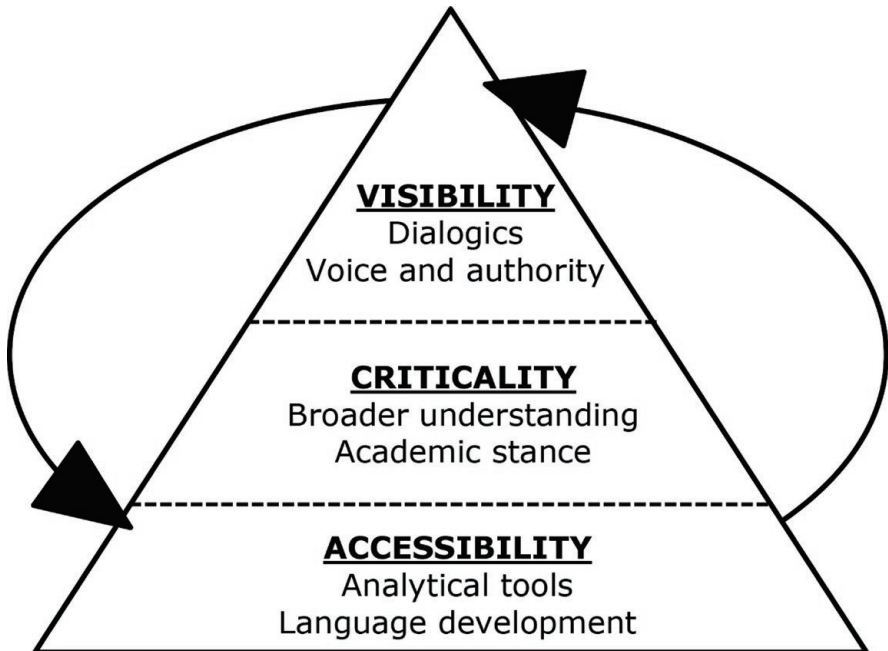 VISIBILITY
Dialogics
Voice and authority
CRITICALITY
Broader understanding
Academic stance
ACCESSIBILITY
Analytical tools
Language development